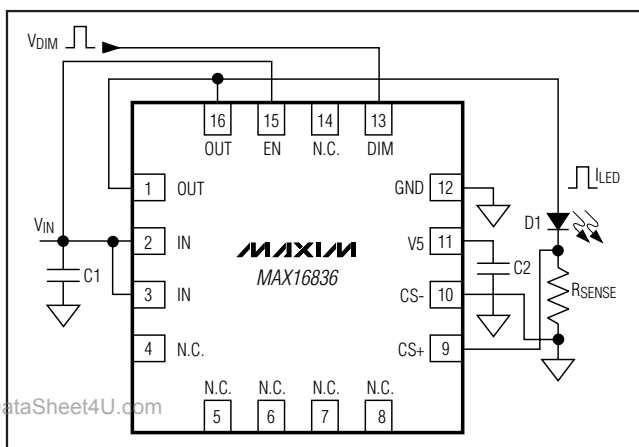 VDIM
16 15 14 13
OUT EN N.C. DIM
1 OUT
GND 12
ILED
VIN
2 IN
MAXIM
MAX16836
V5 11
D1
C1
3 IN
C2
CS- 10
RSENSE
4 N.C.
CS+ 9
N.C. N.C. N.C. N.C.
5 6 7 8
DataSheet4U.com